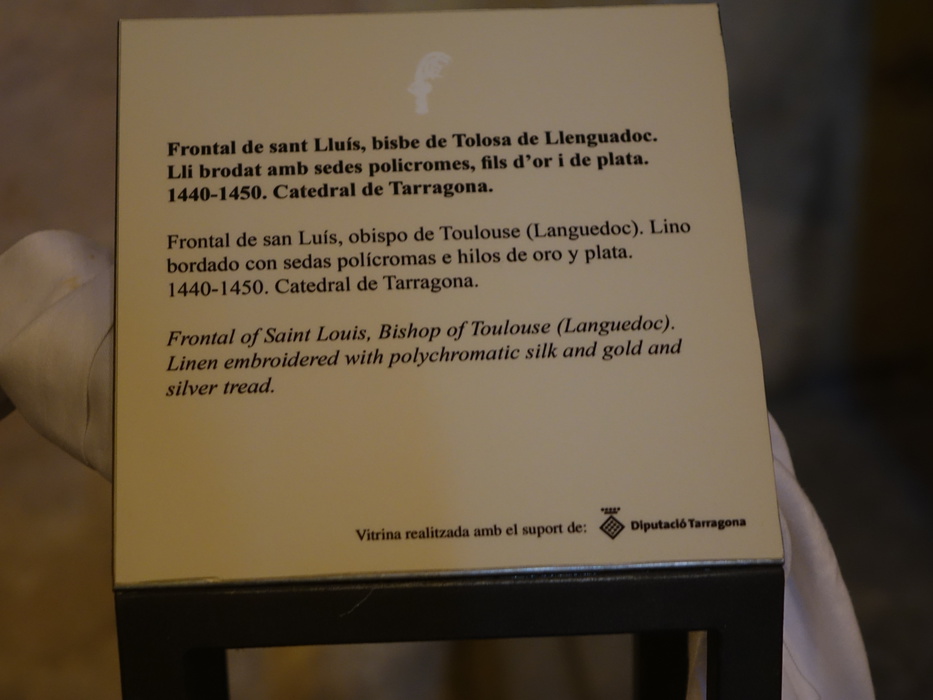 Frontal de sant Lluís, bisbe de Tolosa de Llenguadoc.
Lli brodat amb sedes policromes, fils d'or i de plata.
1440-1450. Catedral de Tarragona.
Frontal de san Luís, obispo de Toulouse (Languedoc). Lino
bordado con sedas polícromas e hilos de oro y plata.
1440-1450. Catedral de Tarragona.
Frontal of Saint Louis, Bishop of Toulouse (Languedoc).
Linen embroidered with polychromatic silk and gold and
silver tread.
Vitrina realitzada amb el suport de: Diputació Tarragona